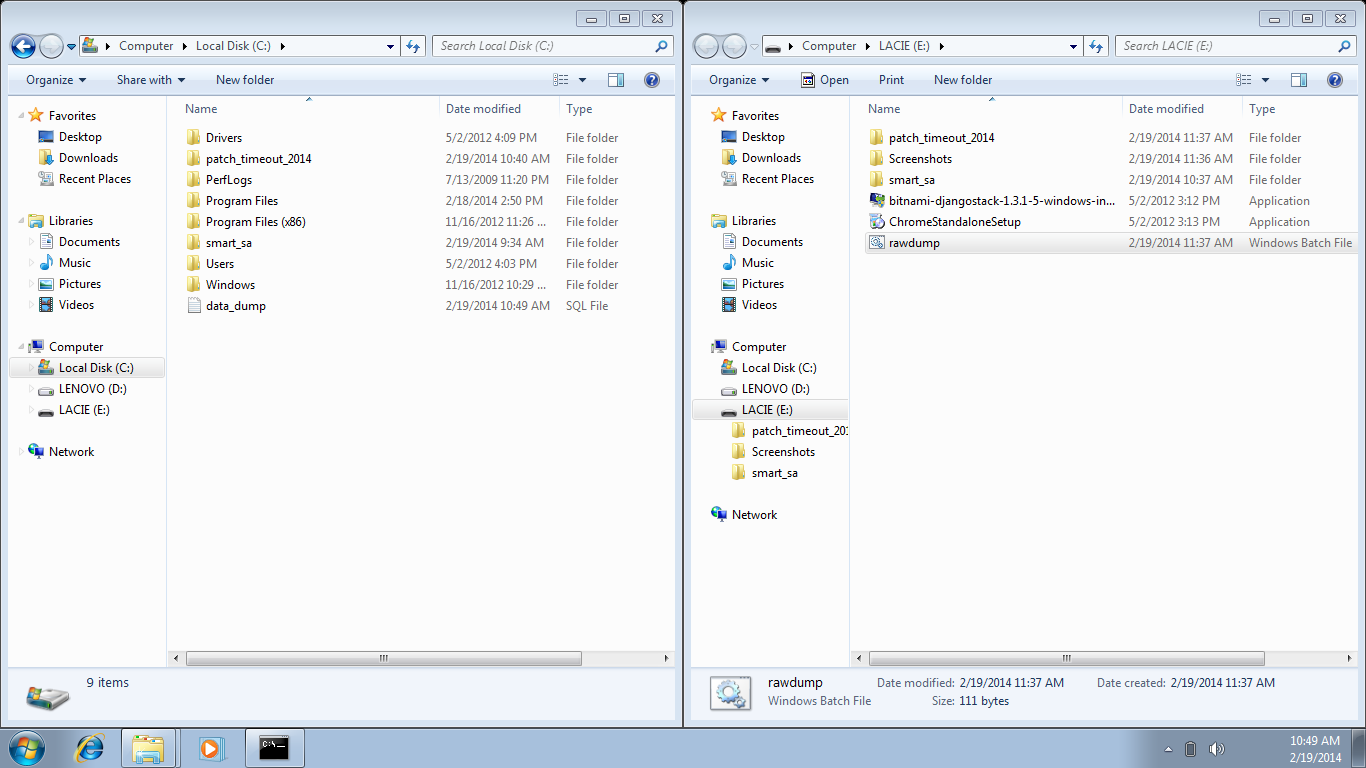 Computer Local Disk (C:) Search Local Disk (C:)
Organize Share with New folder
Favorites
Desktop
Downloads
Recent Places
Libraries
Documents
Music
Pictures
Videos
Computer
Local Disk (C:)
LENOVO (D:)
LACIE (E:)
Network
Name Date modified Type
Drivers 5/2/2012 4:09 PM File folder
patch_timeout_2014 2/19/2014 10:40 AM File folder
PerfLogs 7/13/2009 11:20 PM File folder
Program Files 2/18/2014 2:50 PM File folder
Program Files (x86) 11/16/2012 11:26 ... File folder
smart_sa 2/19/2014 9:34 AM File folder
Users 5/2/2012 4:03 PM File folder
Windows 11/16/2012 10:29 ... File folder
data_dump 2/19/2014 10:49 AM SQL File
9 items
Computer LACIE (E:) Search LACIE (E:)
Organize Open Print New folder
Favorites
Desktop
Downloads
Recent Places
Libraries
Documents
Music
Pictures
Videos
Computer
Local Disk (C:)
LENOVO (D:)
LACIE (E:)
patch_timeout_201
Screenshots
smart_sa
Network
Name Date modified Type
patch_timeout_2014 2/19/2014 11:37 AM File folder
Screenshots 2/19/2014 11:36 AM File folder
smart_sa 2/19/2014 10:37 AM File folder
bitnami-djangostack-1.3.1-5-windows-in... 5/2/2012 3:12 PM Application
ChromeStandaloneSetup 5/2/2012 3:13 PM Application
rawdump 2/19/2014 11:37 AM Windows Batch File
rawdump Date modified: 2/19/2014 11:37 AM Date created: 2/19/2014 11:37 AM
Windows Batch File Size: 111 bytes
C:\
10:49 AM
2/19/2014